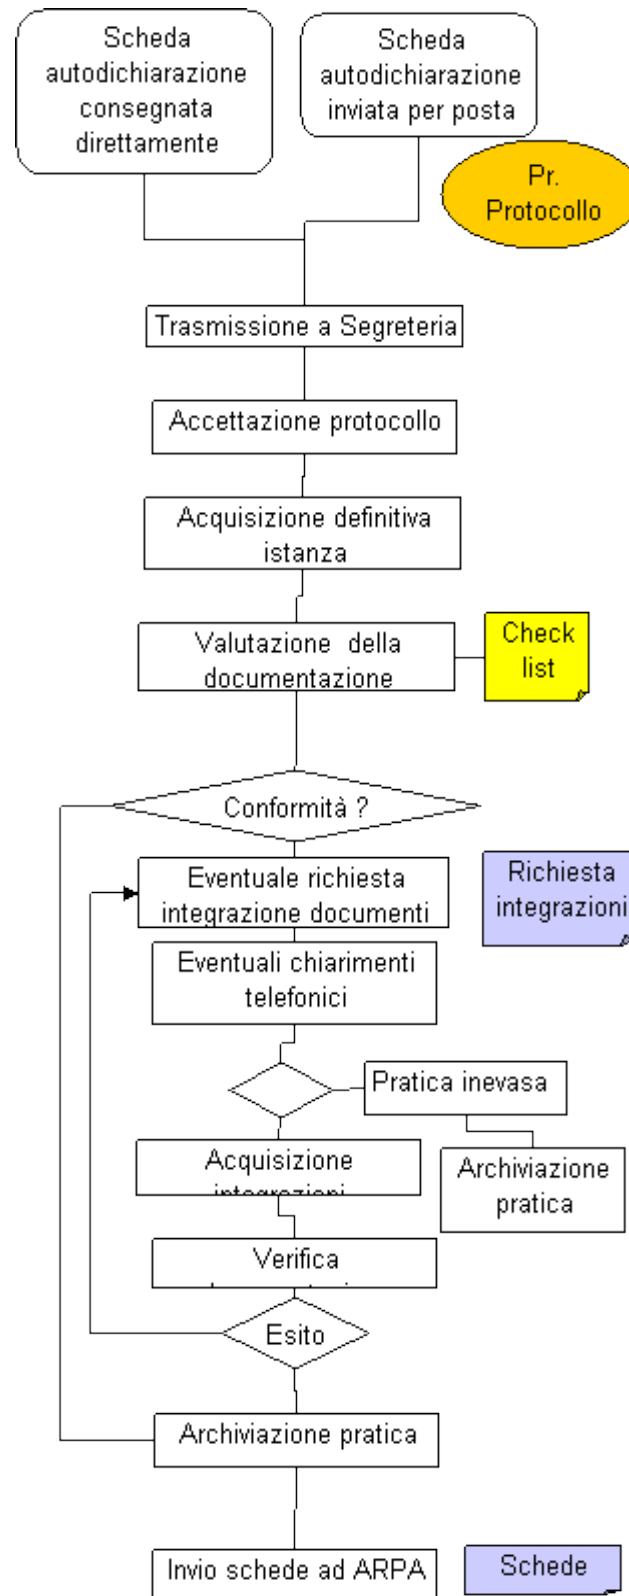 Scheda
autodichiarazione
consegnata
direttamente
Scheda
autodichiarazione
inviata per posta
Pr.
Protocollo
Trasmissione a Segreteria
Accettazione protocollo
Acquisizione definitiva
istanza
Valutazione della
documentazione
Check
list
Conformità ?
Eventuale richiesta
integrazione documenti
Richiesta
integrazioni
Eventuali chiarimenti
telefonici
Pratica inevasa
Acquisizione
integrazioni
Archiviazione
pratica
Verifica
Esito
Archiviazione pratica
Invio schede ad ARPA
Schede